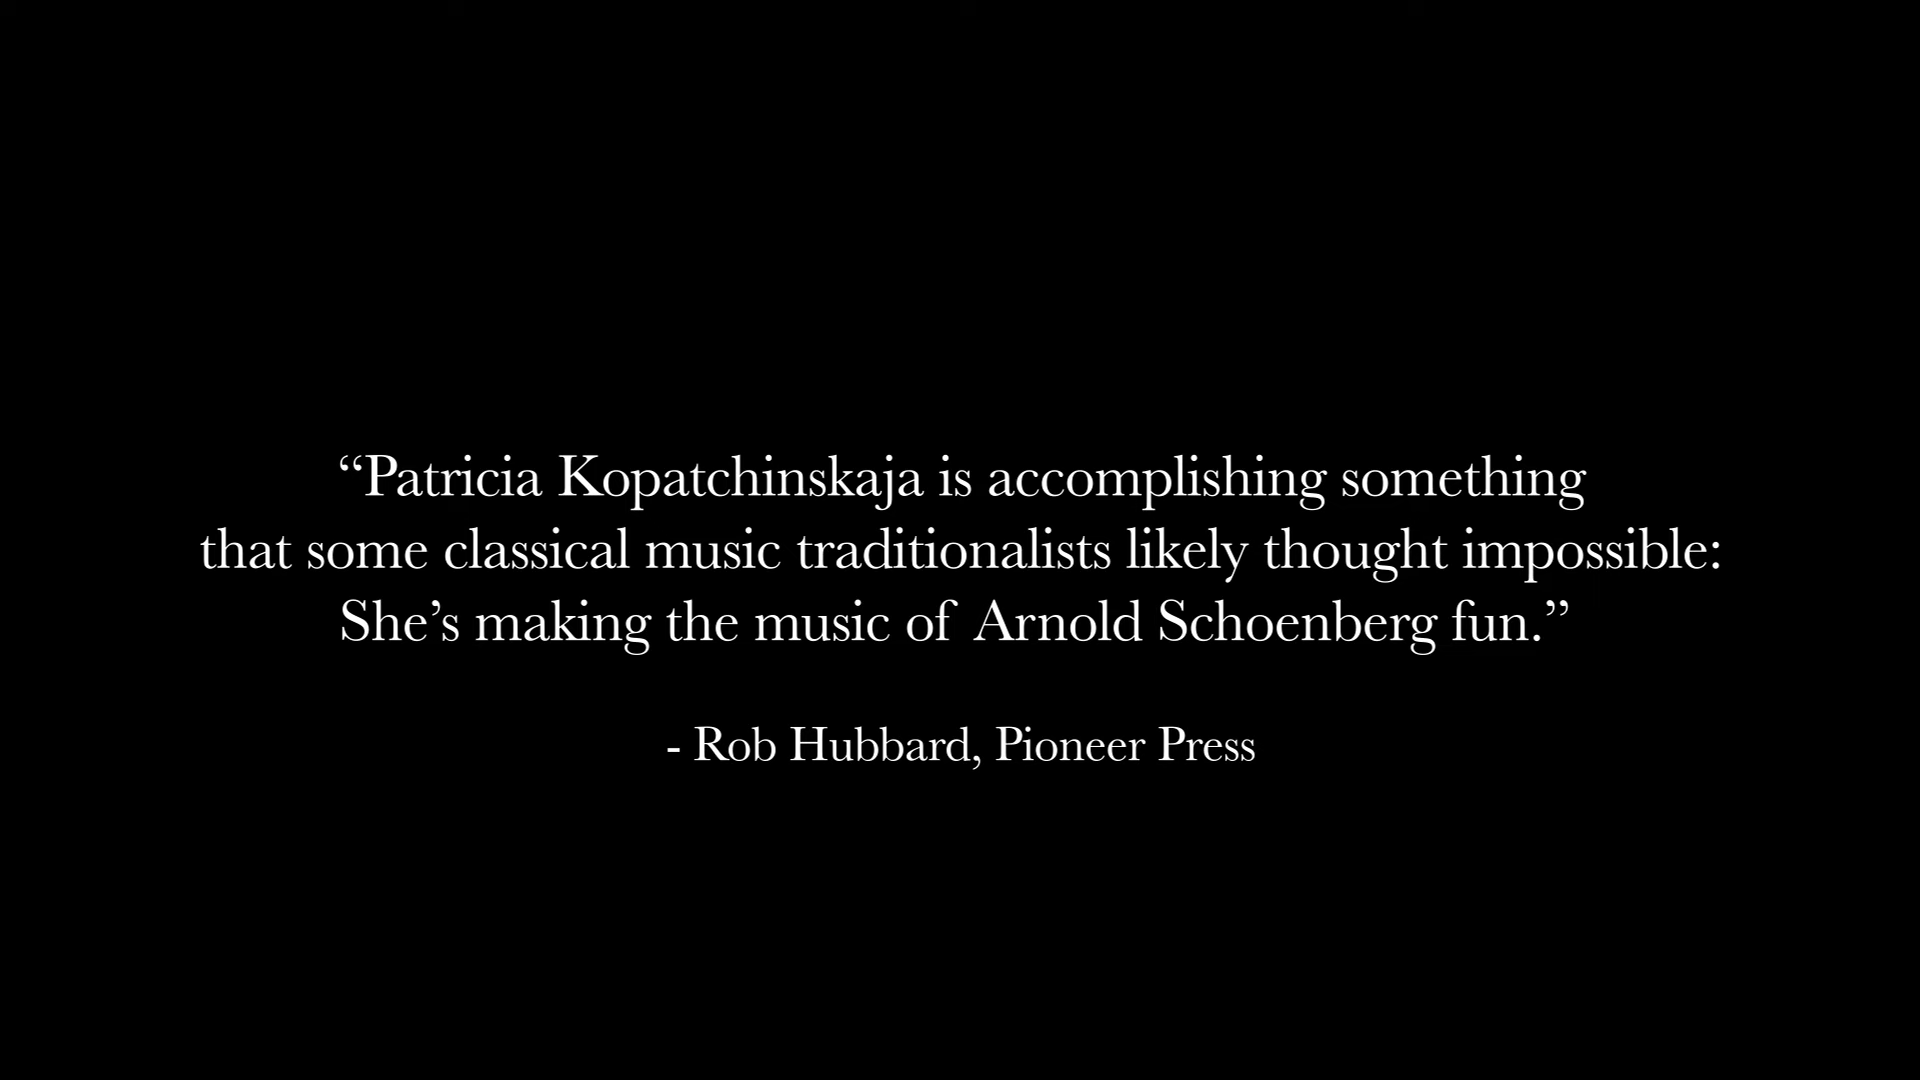 “Patricia Kopatchinskaja is accomplishing something
that some classical music traditionalists likely thought impossible:
She’s making the music of Arnold Schoenberg fun.”
- Rob Hubbard, Pioneer Press